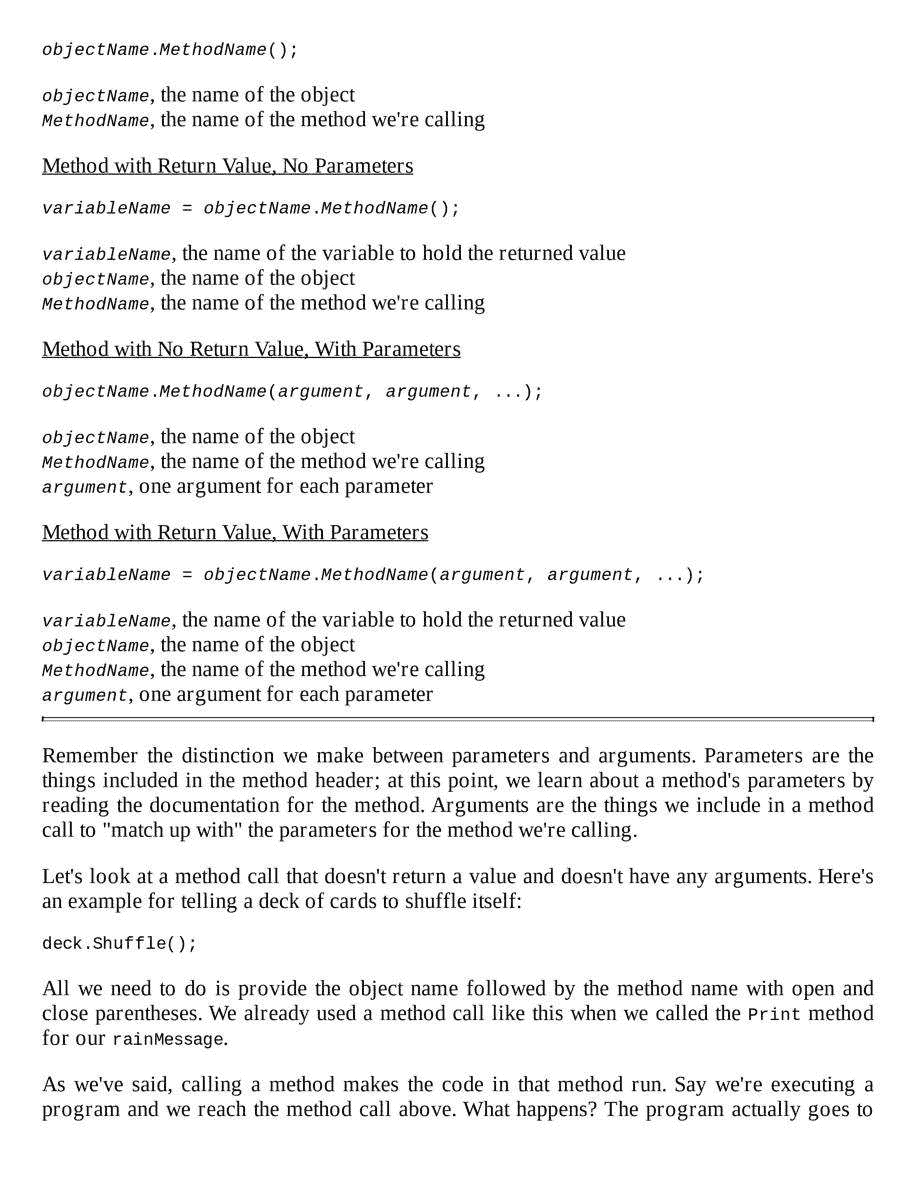 objectName.MethodName();
objectName, the name of the object
MethodName, the name of the method we're calling
Method with Return Value, No Parameters
variableName = objectName.MethodName();
variableName, the name of the variable to hold the returned value
objectName, the name of the object
MethodName, the name of the method we're calling
Method with No Return Value, With Parameters
objectName.MethodName(argument, argument, ...);
objectName, the name of the object
MethodName, the name of the method we're calling
argument, one argument for each parameter
Method with Return Value, With Parameters
variableName = objectName.MethodName(argument, argument, ...);
variableName, the name of the variable to hold the returned value
objectName, the name of the object
MethodName, the name of the method we're calling
argument, one argument for each parameter
Remember the distinction we make between parameters and arguments. Parameters are the
things included in the method header; at this point, we learn about a method's parameters by
reading the documentation for the method. Arguments are the things we include in a method
call to "match up with" the parameters for the method we're calling.
Let's look at a method call that doesn't return a value and doesn't have any arguments. Here's
an example for telling a deck of cards to shuffle itself:
deck.Shuffle();
All we need to do is provide the object name followed by the method name with open and
close parentheses. We already used a method call like this when we called the Print method
for our rainMessage.
As we've said, calling a method makes the code in that method run. Say we're executing a
program and we reach the method call above. What happens? The program actually goes to